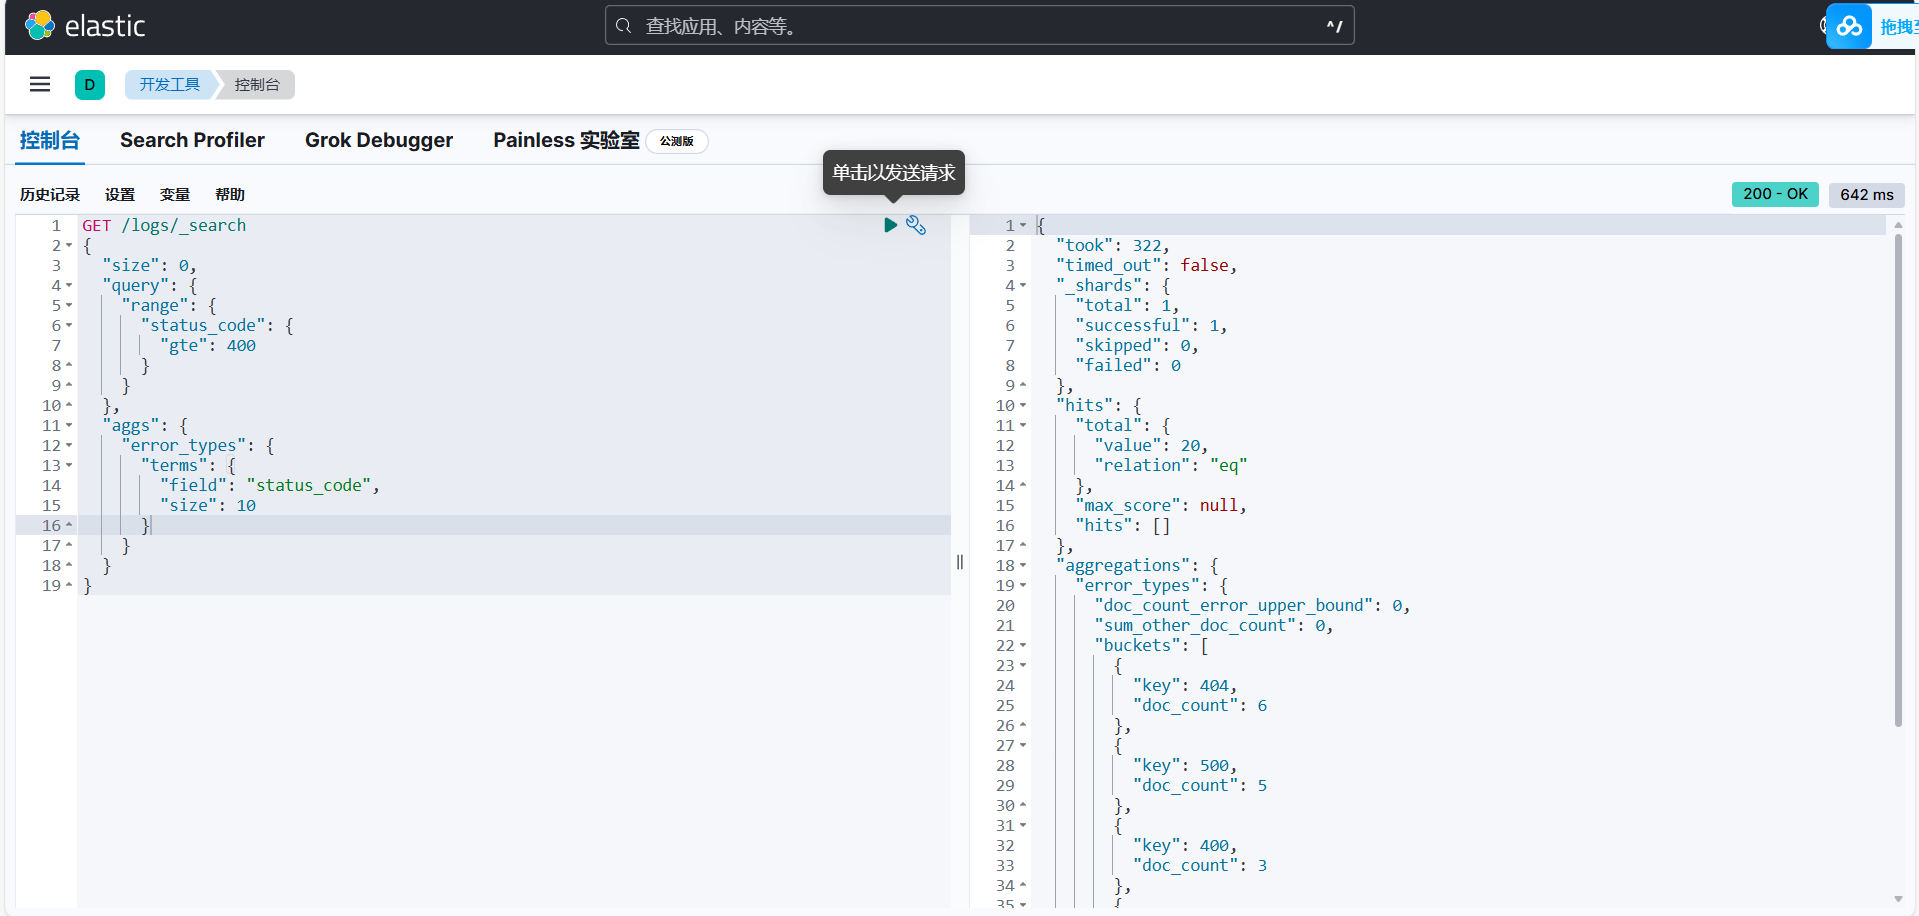 elastic
查找应用、内容等。
^/
拖拽至
D
开发工具
控制台
控制台
Search Profiler
Grok Debugger
Painless 实验室
公测版
单击以发送请求
历史记录
设置
变量
帮助
200 - OK
642 ms
1 GET /logs/_search
2 {
3 "size": 0,
4 "query": {
5 "range": {
6 "status_code": {
7 "gte": 400
8 }
9 }
10 },
11 "aggs": {
12 "error_types": {
13 "terms": {
14 "field": "status_code",
15 "size": 10
16 }
17 }
18 }
19 }
1 {
2 "took": 322,
3 "timed_out": false,
4 "_shards": {
5 "total": 1,
6 "successful": 1,
7 "skipped": 0,
8 "failed": 0
9 },
10 "hits": {
11 "total": {
12 "value": 20,
13 "relation": "eq"
14 },
15 "max_score": null,
16 "hits": []
17 },
18 "aggregations": {
19 "error_types": {
20 "doc_count_error_upper_bound": 0,
21 "sum_other_doc_count": 0,
22 "buckets": [
23 {
24 "key": 404,
25 "doc_count": 6
26 },
27 {
28 "key": 500,
29 "doc_count": 5
30 },
31 {
32 "key": 400,
33 "doc_count": 3
34 },
35 {